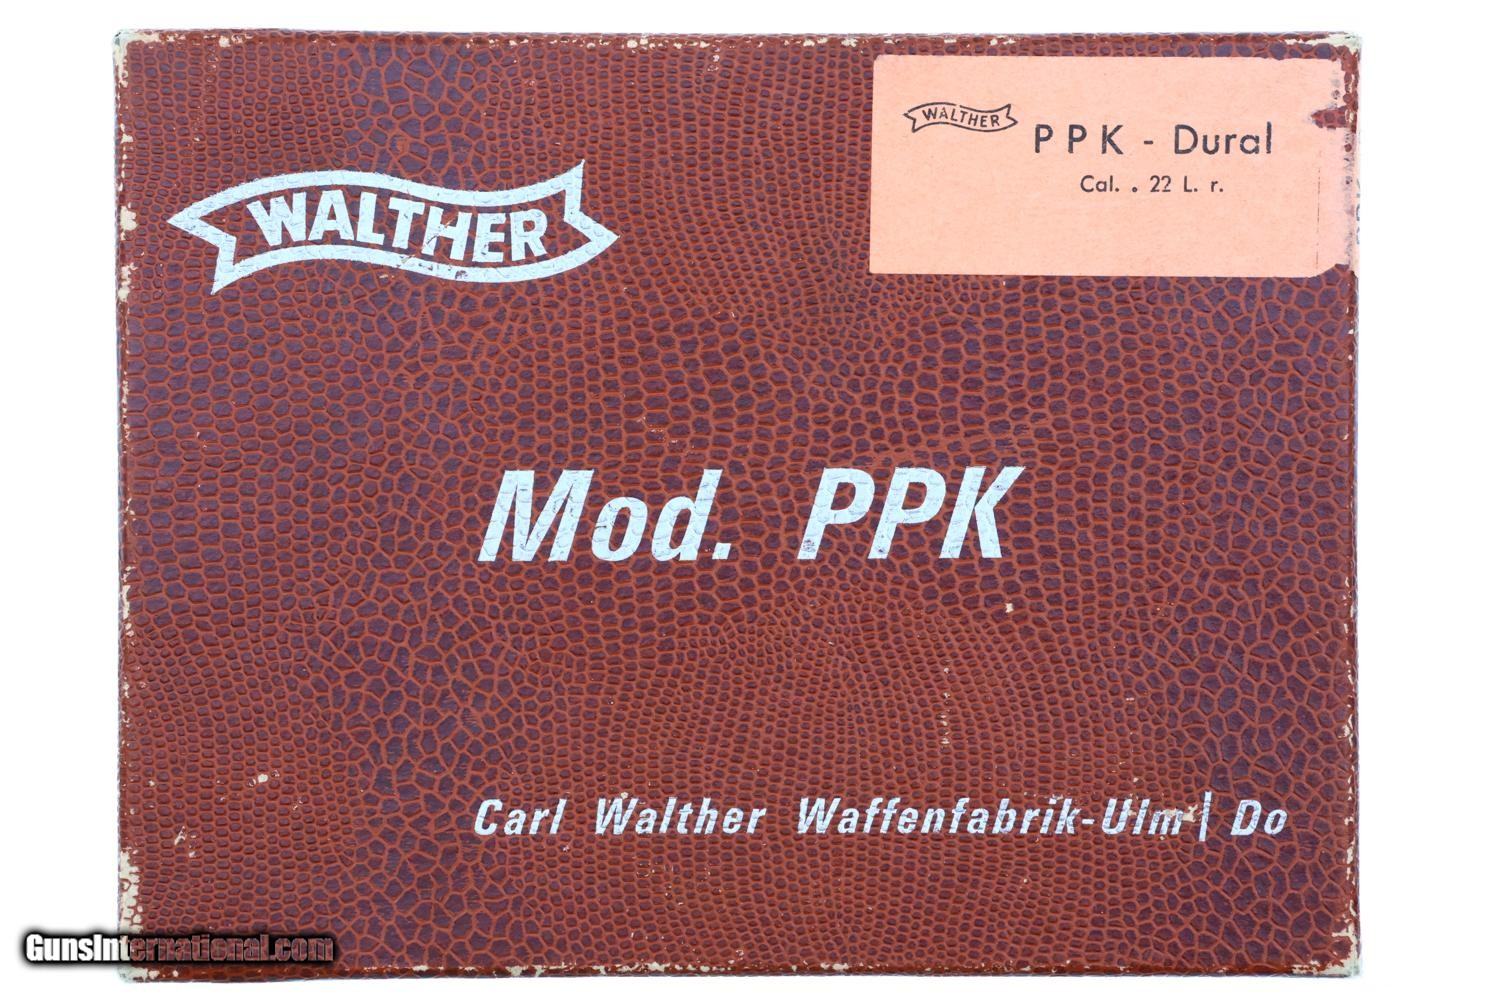 WALTHER
PPK - Dural
Cal. . 22 L. r.
WALTHER
Mod. PPK
Carl Walther Waffenfabrik-Ulm | Do
GunsInternational.com